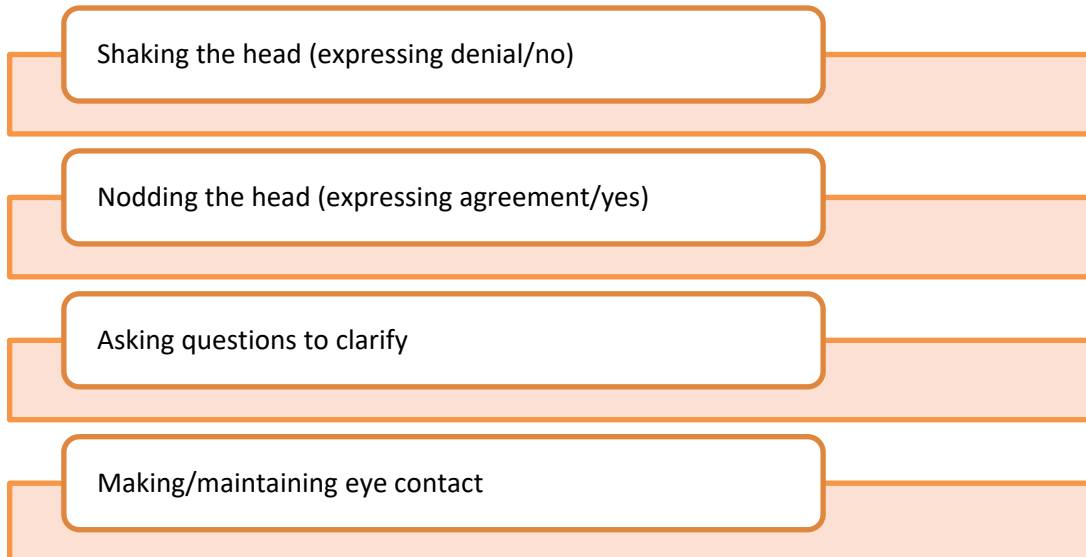 Shaking the head (expressing denial/no)
Nodding the head (expressing agreement/yes)
Asking questions to clarify
Making/maintaining eye contact